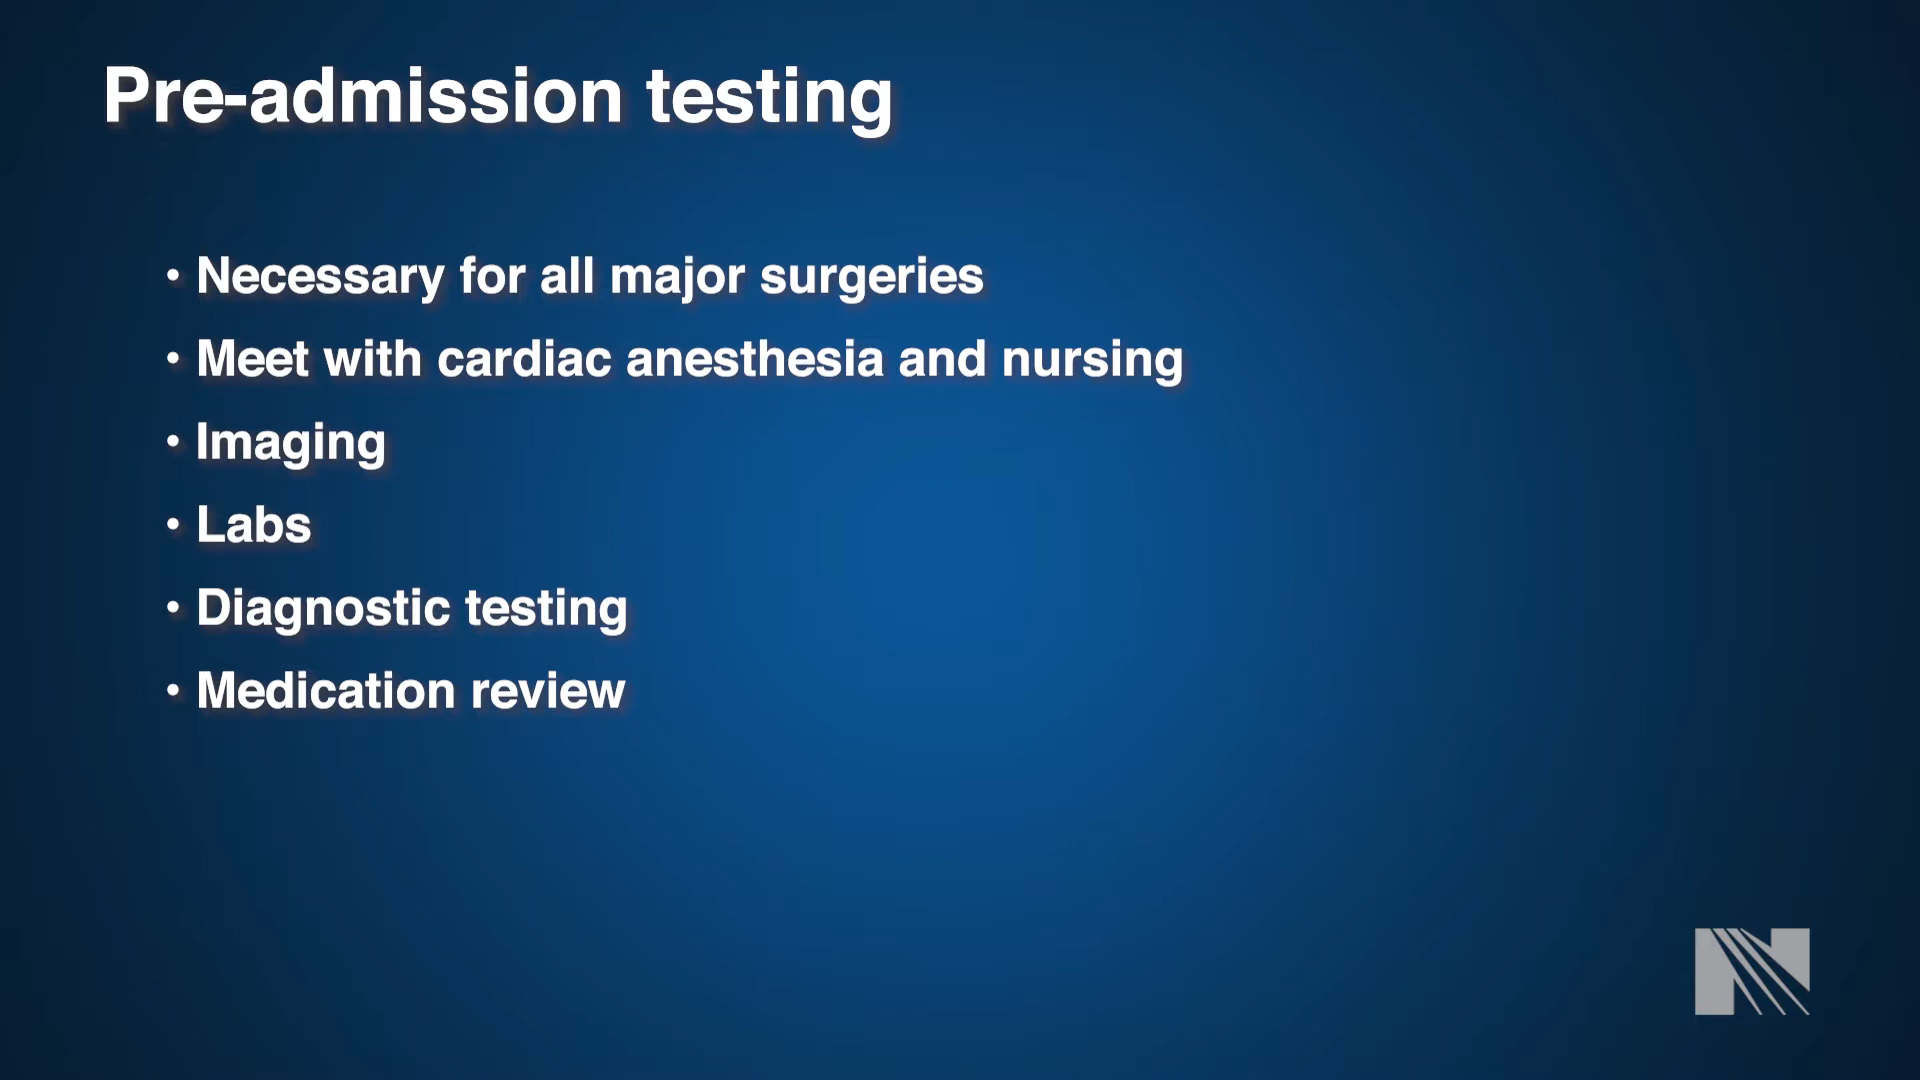 Pre-admission testing
• Necessary for all major surgeries
• Meet with cardiac anesthesia and nursing
• Imaging
• Labs
• Diagnostic testing
• Medication review
N